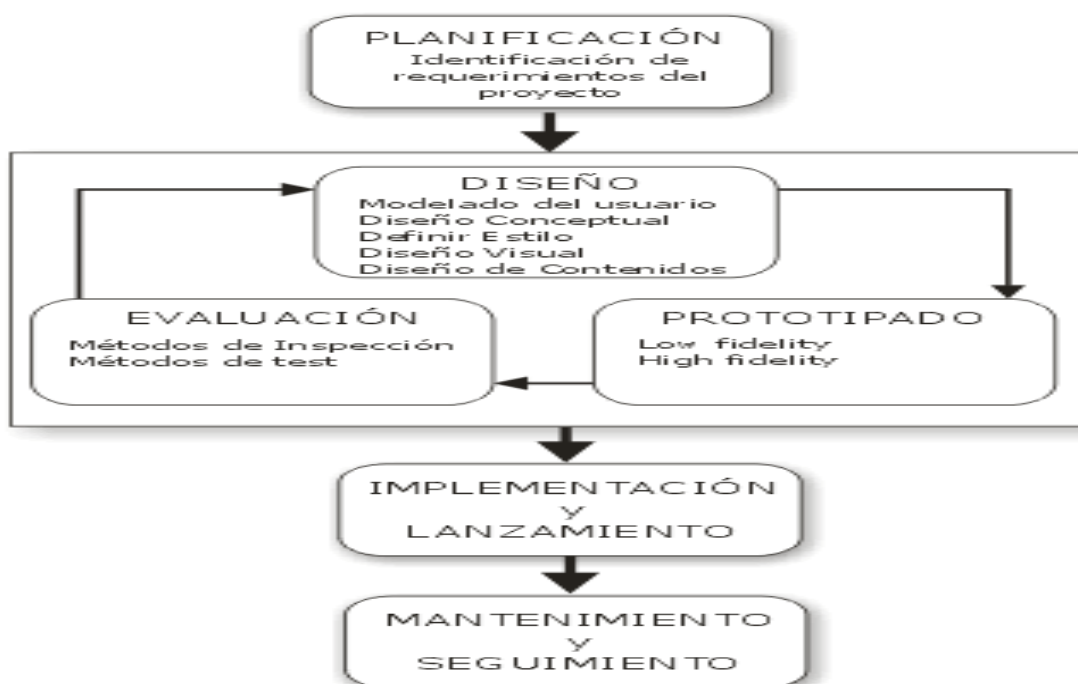 PLANIFICACIÓN
Identificación de
requerimientos del
proyecto
DISEÑO
Modelado del usuario
Diseño Conceptual
Definir Estilo
Diseño Visual
Diseño de Contenidos
EVALUACIÓN
Métodos de Inspección
Métodos de test
PROTOTIPADO
Low fidelity
High fidelity
IMPLEMENTACIÓN
y
LANZAMIENTO
MANTENIMIENTO
y
SEGUIMIENTO